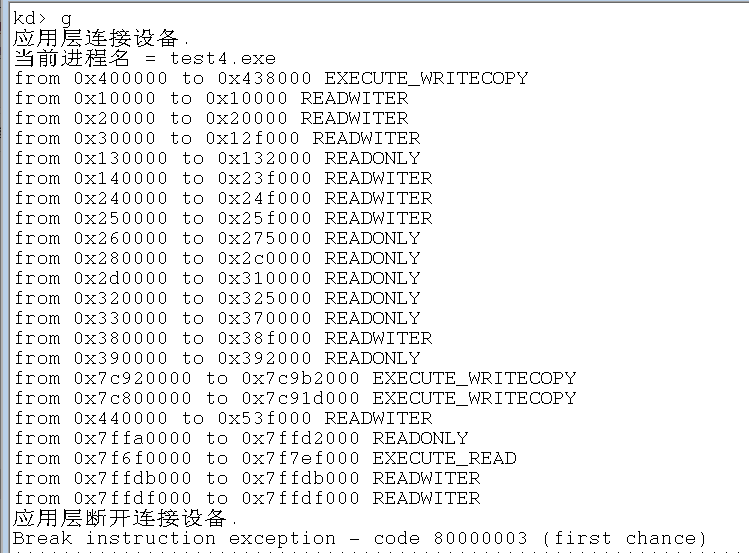 kd> g
应用层连接设备.
当前进程名 = test4.exe
from 0x400000 to 0x438000 EXECUTE_WRITECOPY
from 0x10000 to 0x10000 READWITER
from 0x20000 to 0x20000 READWITER
from 0x30000 to 0x12f000 READWITER
from 0x130000 to 0x132000 READONLY
from 0x140000 to 0x23f000 READWITER
from 0x240000 to 0x24f000 READWITER
from 0x250000 to 0x25f000 READWITER
from 0x260000 to 0x275000 READONLY
from 0x280000 to 0x2c0000 READONLY
from 0x2d0000 to 0x310000 READONLY
from 0x320000 to 0x325000 READONLY
from 0x330000 to 0x370000 READONLY
from 0x380000 to 0x38f000 READWITER
from 0x390000 to 0x392000 READONLY
from 0x7c920000 to 0x7c9b2000 EXECUTE_WRITECOPY
from 0x7c800000 to 0x7c91d000 EXECUTE_WRITECOPY
from 0x440000 to 0x53f000 READWITER
from 0x7ffa0000 to 0x7ffd2000 READONLY
from 0x7f6f0000 to 0x7f7ef000 EXECUTE_READ
from 0x7ffdb000 to 0x7ffdb000 READWITER
from 0x7ffdf000 to 0x7ffdf000 READWITER
应用层断开连接设备.
Break instruction exception - code 80000003 (first chance)